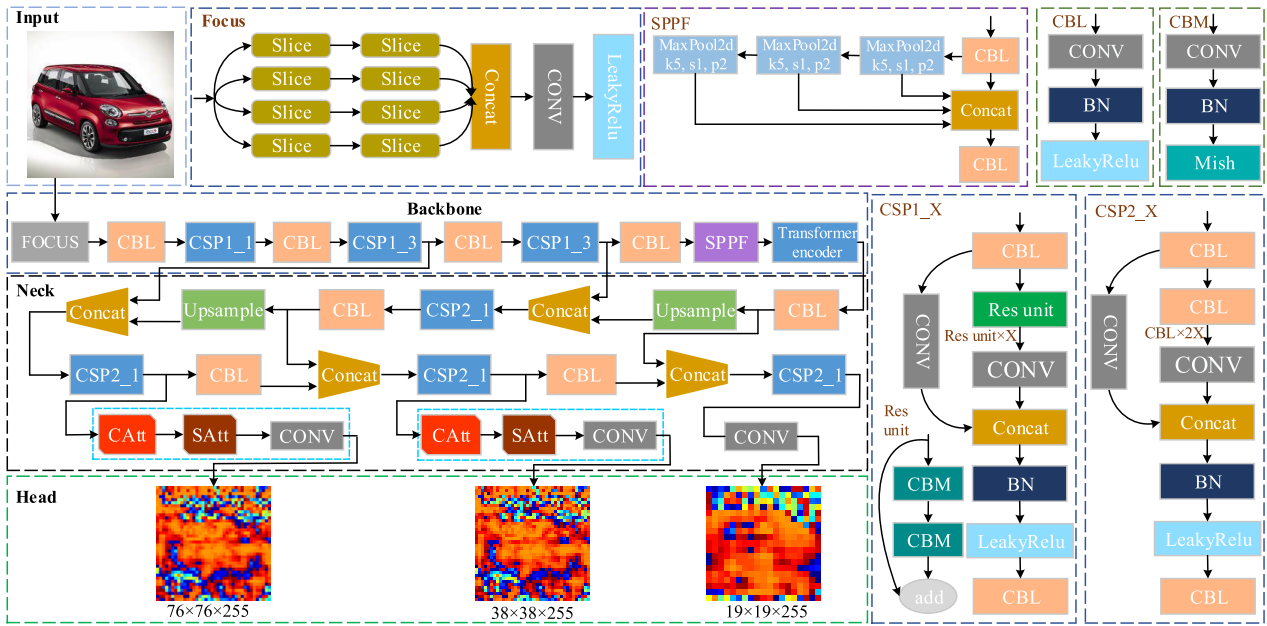 Input
Focus
Slice
Slice
Slice
Slice
Slice
Slice
Slice
Slice
Concat
CONV
LeakyRelu
SPPF
MaxPool2d
k5, s1, p2
MaxPool2d
k5, s1, p2
MaxPool2d
k5, s1, p2
CBL
Concat
CBL
CBL
CONV
BN
LeakyRelu
CBM
CONV
BN
Mish
Backbone
FOCUS
CBL
CSP1_1
CBL
CSP1_3
CBL
CSP1_3
CBL
SPPF
Transformer
encoder
Neck
Concat
Upsample
CBL
CSP2_1
Concat
Upsample
CBL
CSP2_1
CBL
Concat
CSP2_1
CBL
Concat
CSP2_1
CAtt
SAtt
CONV
CAtt
SAtt
CONV
CONV
Head
76×76×255
38×38×255
19×19×255
CSP1_X
CBL
CONV
Res unit
Res unit×X
CONV
Concat
Res
unit
CBM
CBM
add
BN
LeakyRelu
CBL
CSP2_X
CBL
CONV
CBL
CBL×2X
CONV
Concat
BN
LeakyRelu
CBL